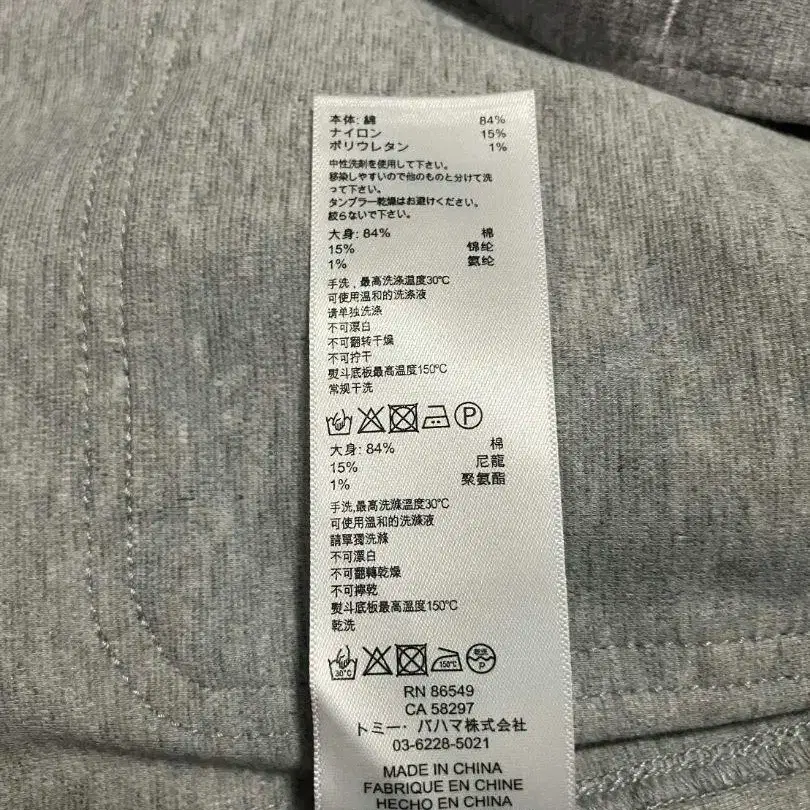 本体: 綿 84%
ナイロン 15%
ポリウレタン 1%
中性洗剤を使用して下さい。
移染しやすいので他のものと分けて洗
って下さい。
タンブラー乾燥はお避けください。
絞らないで下さい。
大身: 84% 棉
15% 锦纶
1% 氨纶
手洗，最高洗涤温度30°C
可使用温和的洗涤液
请单独洗涤
不可漂白
不可翻转干燥
不可拧干
熨斗底板最高温度150°C
常规干洗
P
大身: 84% 棉
15% 尼龍
1% 聚氨酯
手洗,最高洗滌溫度30°C
可使用溫和的洗滌液
請單獨洗滌
不可漂白
不可翻轉乾燥
不可擰乾
熨斗底板最高溫度150°C
乾洗
30°C 150°C 乾洗 P
RN 86549
CA 58297
トミー・バハマ株式会社
03-6228-5021
MADE IN CHINA
FABRIQUE EN CHINE
HECHO EN CHINA